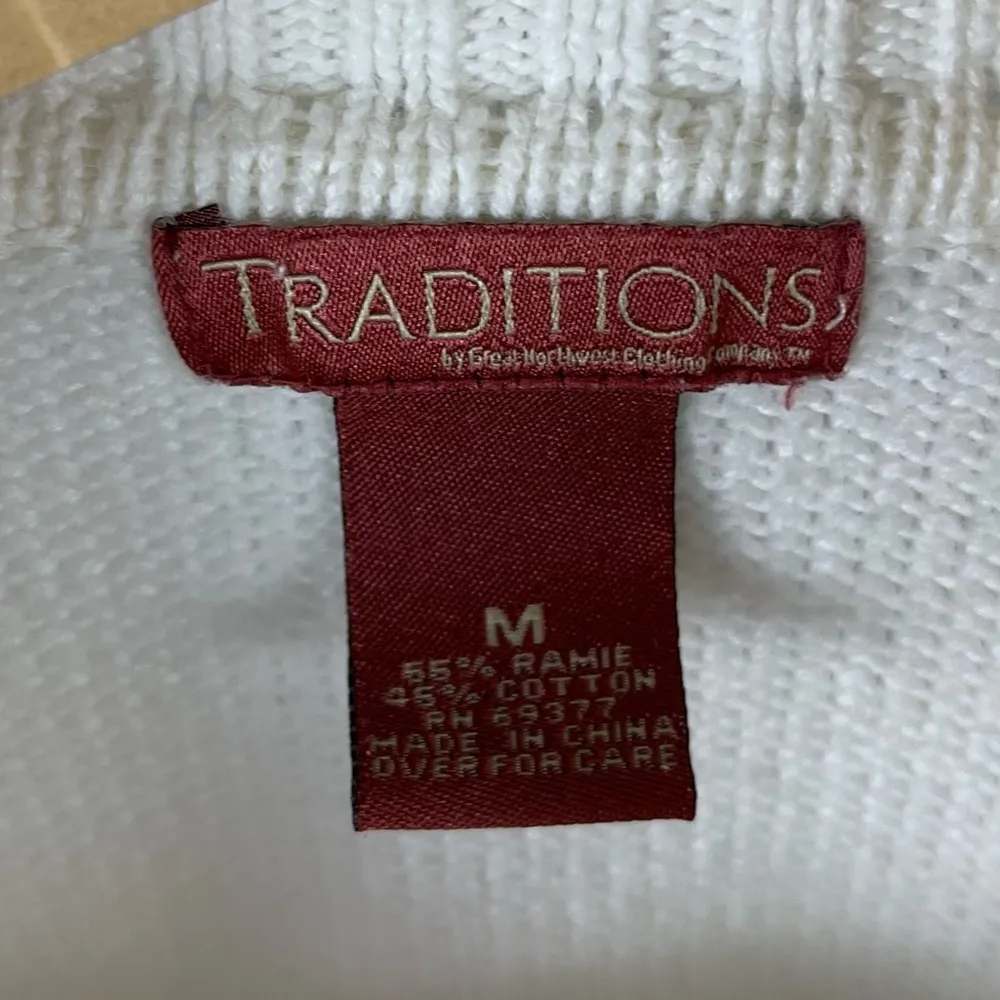 TRADITIONS
by Great Northwest Clothing Company ™
M
55% RAMIE
45% COTTON
RN 69377
MADE IN CHINA
OVER FOR CARE